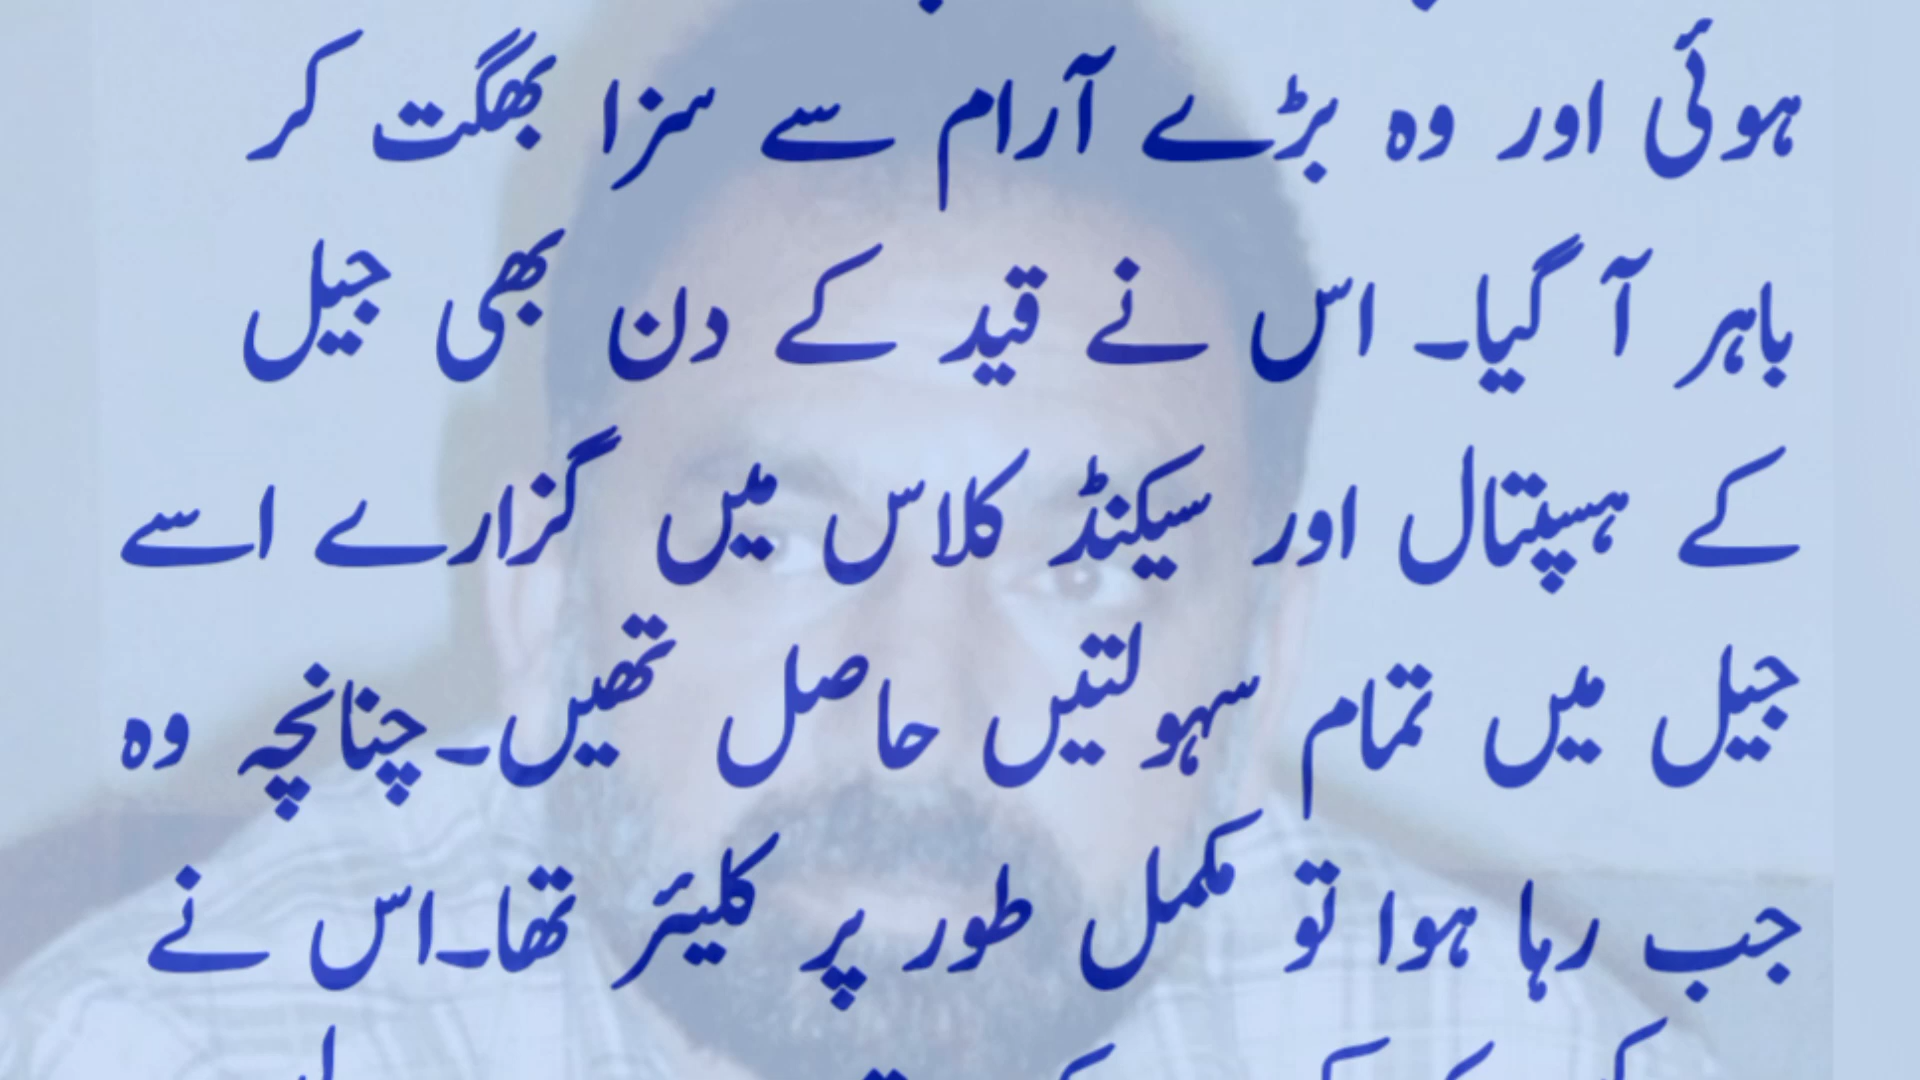 ہوئی اور وہ بڑے آرام سے سزا بھگت کر
باہر آ گیا۔ اس نے قید کے دن بھی جیل
کے ہسپتال اور سیکنڈ کلاس میں گزارے اسے
جیل میں تمام سہولتیں حاصل تھیں۔چنانچہ وہ
جب رہا ہوا تو مکمل طور پر کلیئر تھا۔اس نے